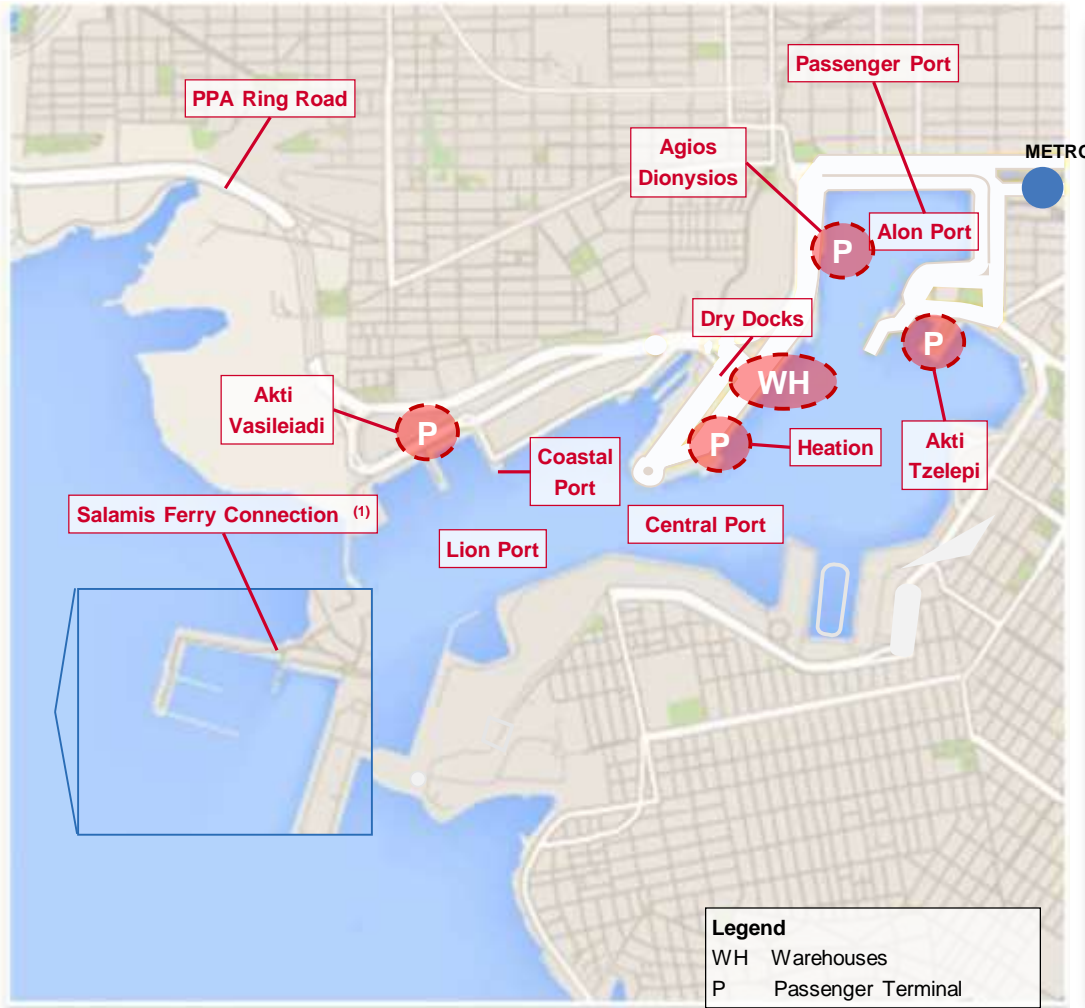 Passenger Port
PPA Ring Road
METRO
Agios
Dionysios
Alon Port
P
Dry Docks
P
WH
Akti
Vasileiadi
P
P
Heation
Akti
Tzelepi
Coastal
Port
Salamis Ferry Connection (1)
Central Port
Lion Port
Legend
WH Warehouses
P Passenger Terminal